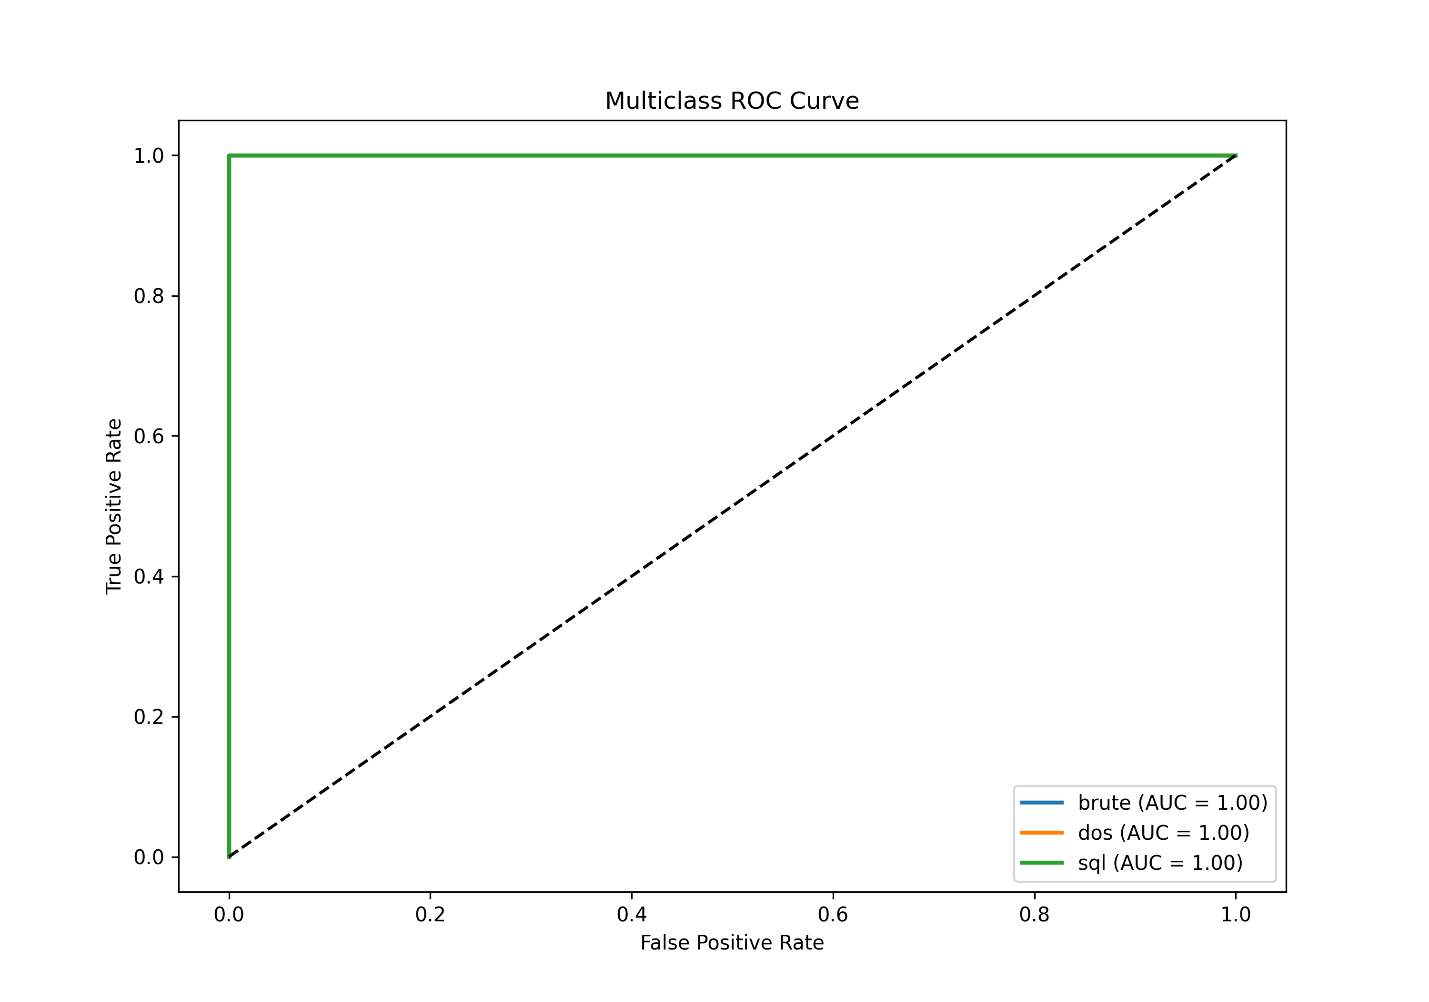 Multiclass ROC Curve
1.0
0.8
0.6
0.4
0.2
0.0
True Positive Rate
0.0 0.2 0.4 0.6 0.8 1.0
False Positive Rate
brute (AUC = 1.00)
dos (AUC = 1.00)
sql (AUC = 1.00)